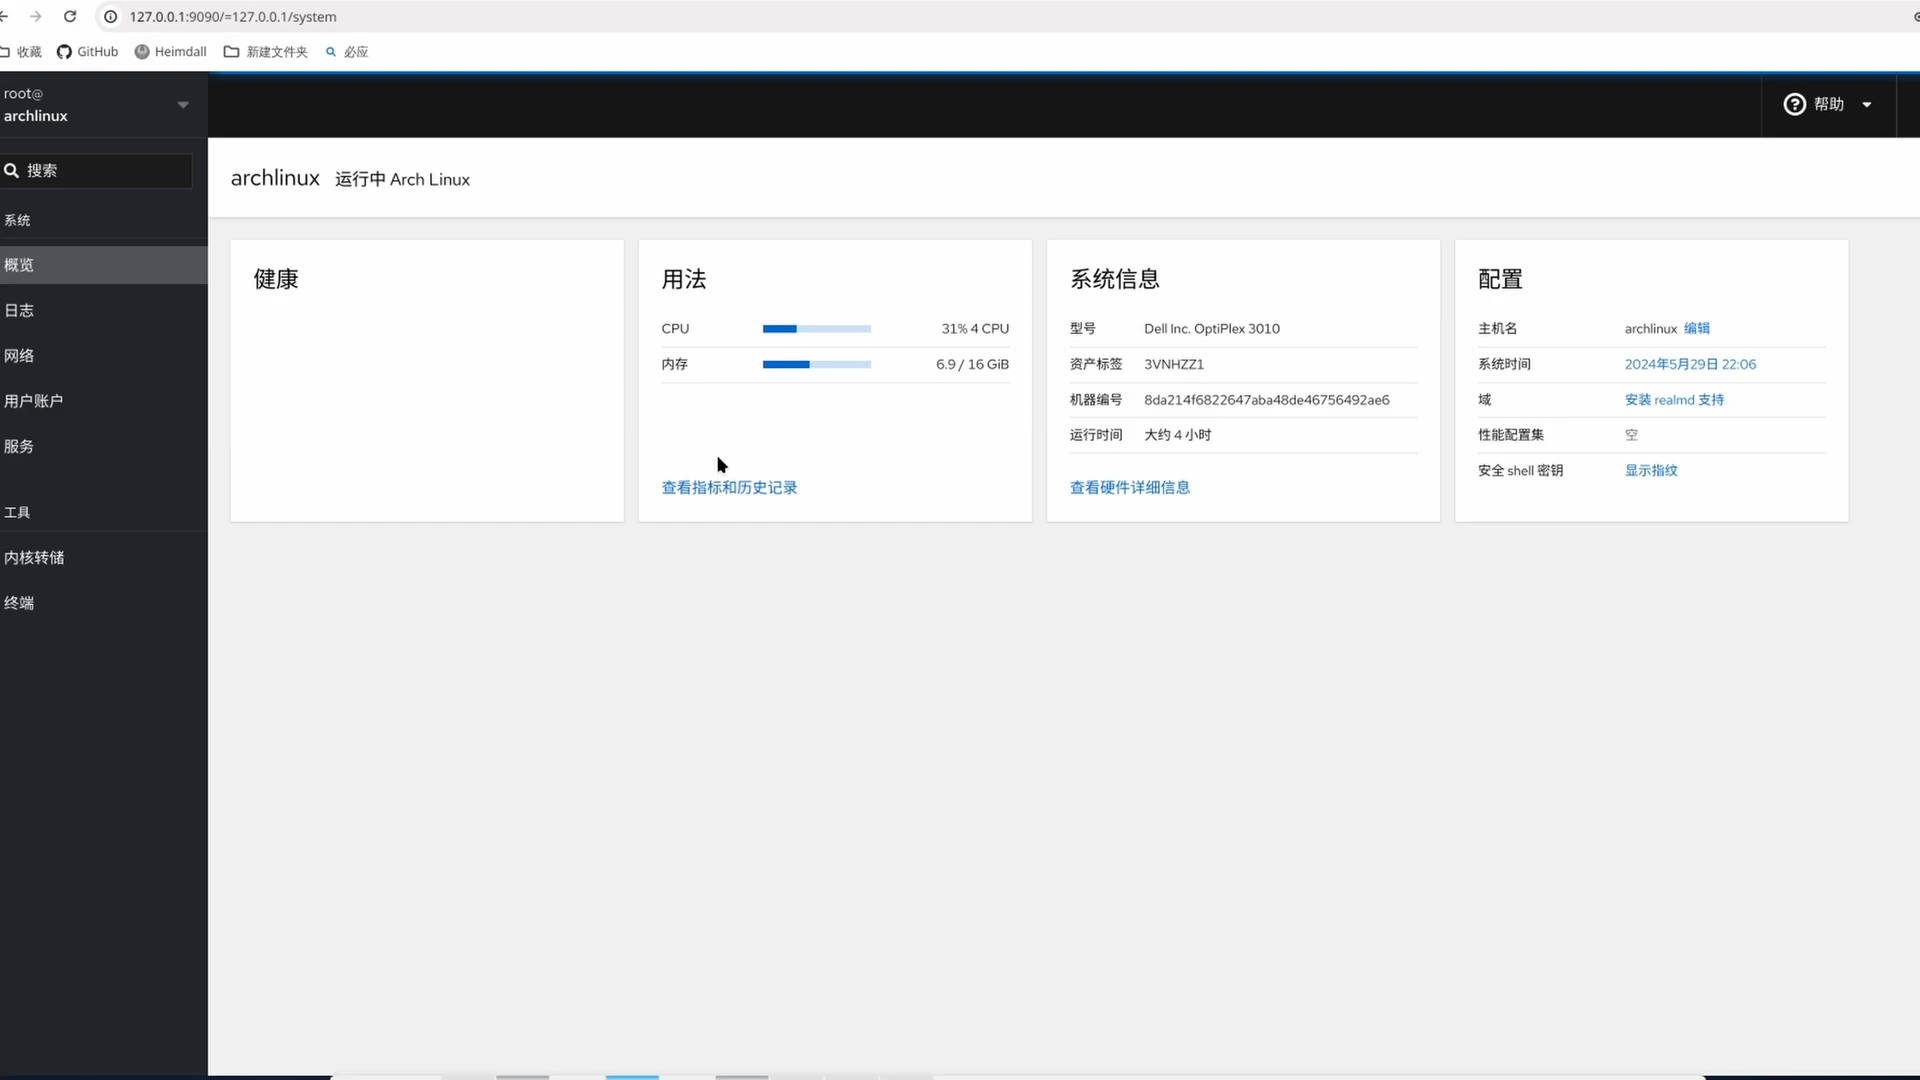 127.0.0.1:9090/=127.0.0.1/system
收藏 GitHub Heimdall 新建文件夹 必应
root@
archlinux
帮助
搜索
archlinux 运行中 Arch Linux
系统
概览
日志
网络
用户账户
服务
工具
内核转储
终端
健康
用法
CPU 31% 4 CPU
内存 6.9 / 16 GiB
查看指标和历史记录
系统信息
型号 Dell Inc. OptiPlex 3010
资产标签 3VNHZZ1
机器编号 8da214f6822647aba48de46756492ae6
运行时间 大约 4 小时
查看硬件详细信息
配置
主机名 archlinux 编辑
系统时间 2024年5月29日 22:06
域 安装 realmd 支持
性能配置集 空
安全 shell 密钥 显示指纹